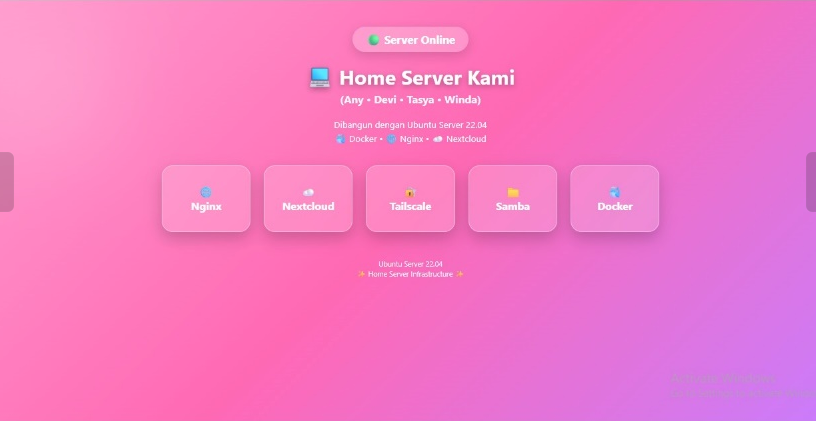 Server Online
Home Server Kami
(Any • Devi • Tasya • Winda)
Dibangun dengan Ubuntu Server 22.04
Docker • Nginx • Nextcloud
Nginx
Nextcloud
Tailscale
Samba
Docker
Ubuntu Server 22.04
Home Server Infrastructure